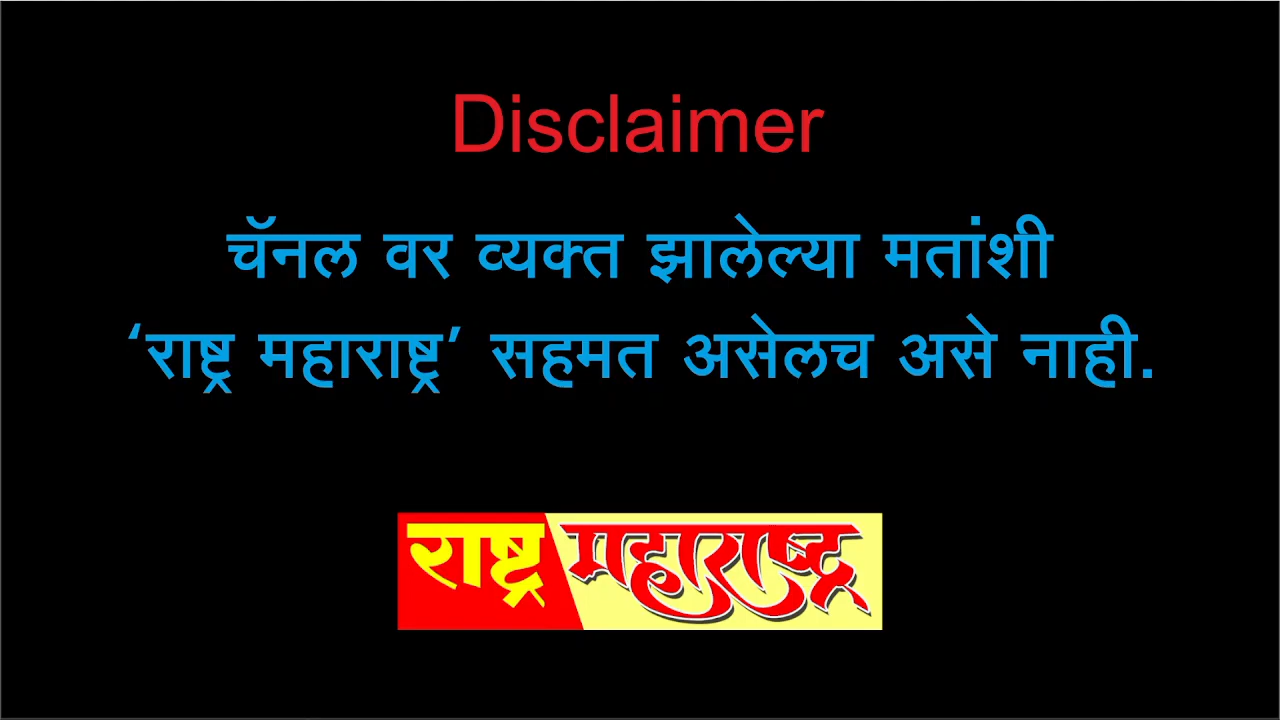 Disclaimer
चॅनल वर व्यक्त झालेल्या मतांशी
‘राष्ट्र महाराष्ट्र’ सहमत असेलच असे नाही.
राष्ट्र महाराष्ट्र